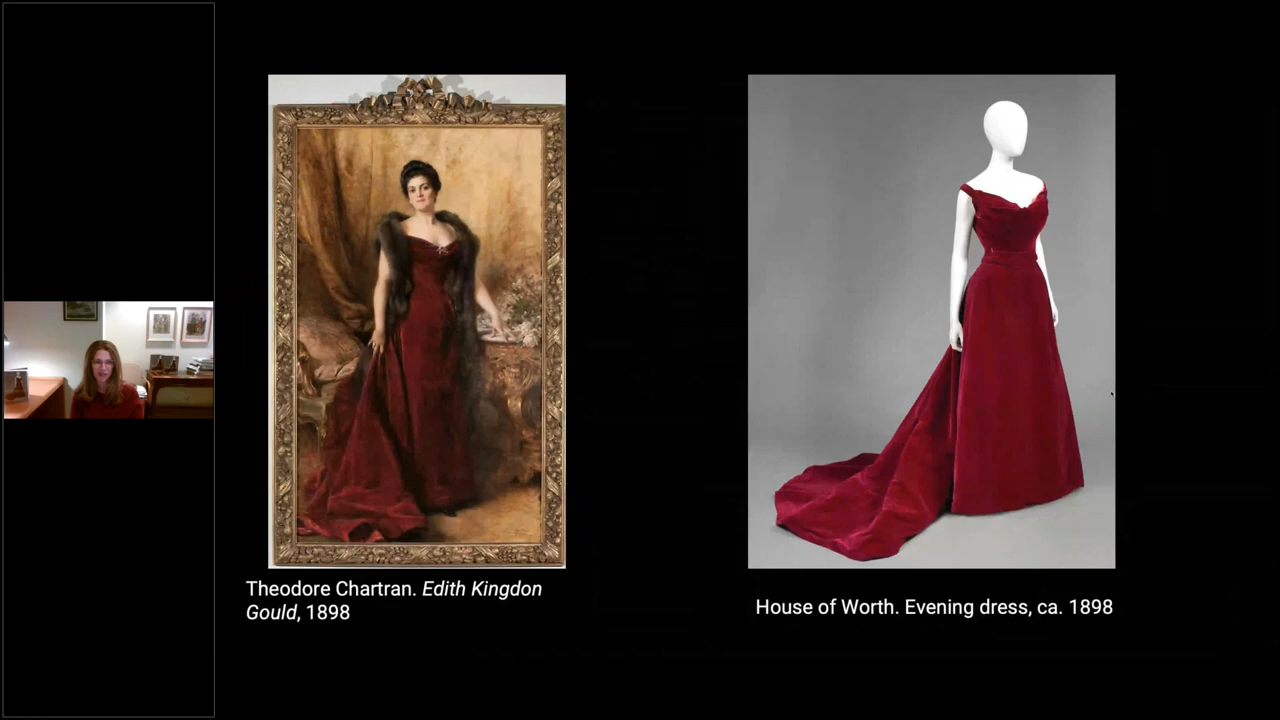 Theodore Chartran. Edith Kingdon
Gould, 1898
House of Worth. Evening dress, ca. 1898